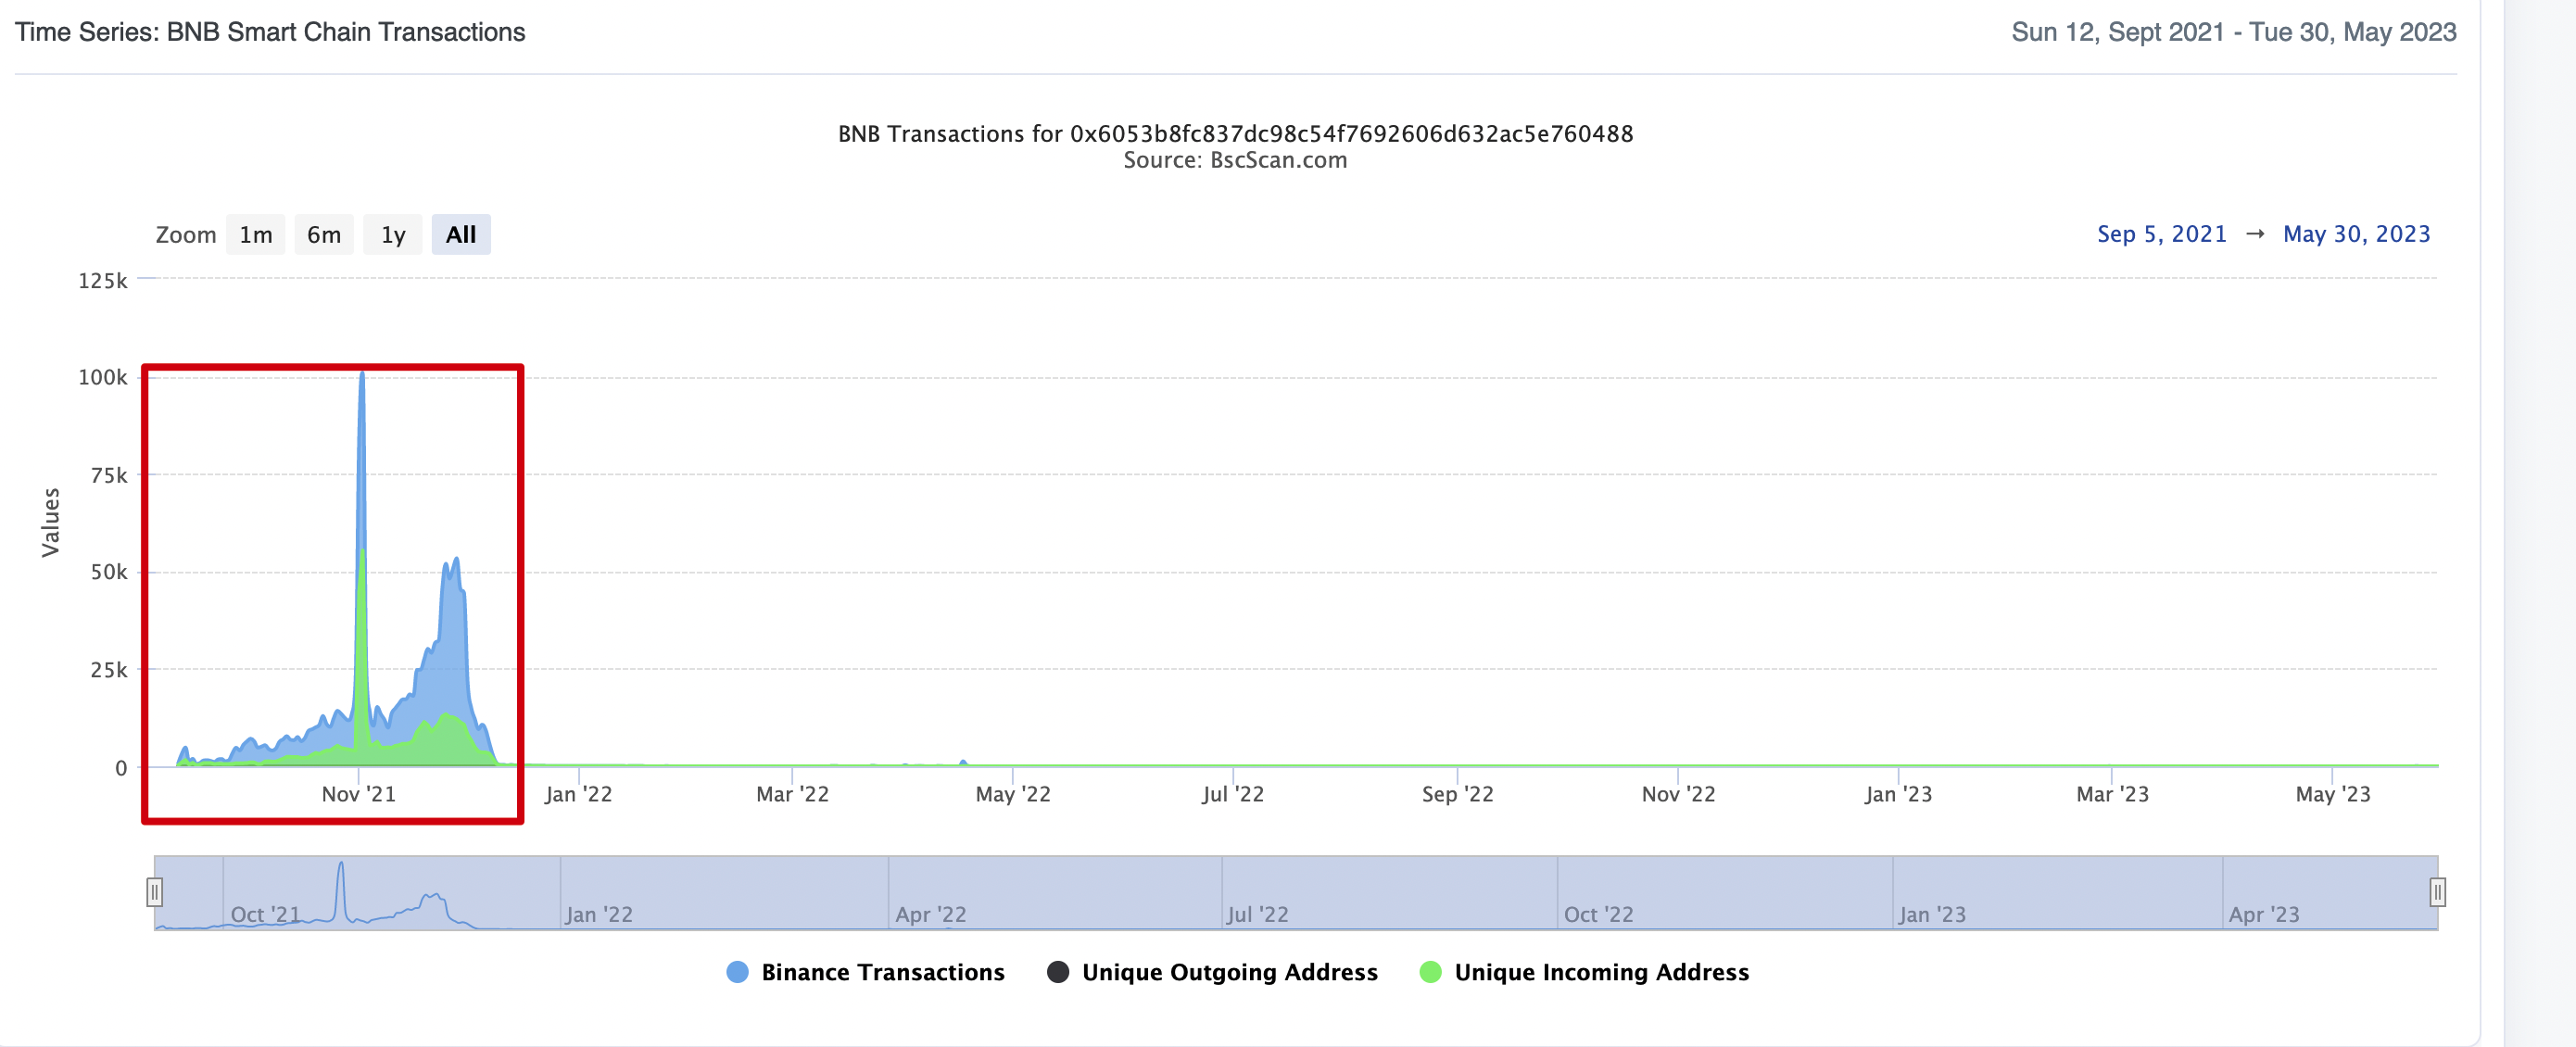 Time Series: BNB Smart Chain Transactions
Sun 12, Sept 2021 - Tue 30, May 2023
BNB Transactions for 0x6053b8fc837dc98c54f7692606d632ac5e760488
Source: BscScan.com
Zoom 1m 6m 1y All
Sep 5, 2021 → May 30, 2023
125k
100k
75k
50k
25k
0
Values
Nov '21 Jan '22 Mar '22 May '22 Jul '22 Sep '22 Nov '22 Jan '23 Mar '23 May '23
Oct '21 Jan '22 Apr '22 Jul '22 Oct '22 Jan '23 Apr '23
Binance Transactions Unique Outgoing Address Unique Incoming Address